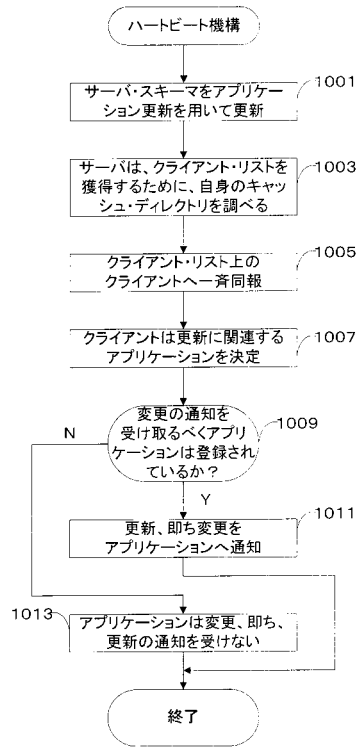 ハートビート機構
サーバ・スキーマをアプリケー
ション更新を用いて更新
1001
サーバは、クライアント・リストを
獲得するために、自身のキャッ
シュ・ディレクトリを調べる
1003
クライアント・リスト上の
クライアントへ一斉同報
1005
クライアントは更新に関連する
アプリケーションを決定
1007
変更の通知を
受け取るべくアプリ
ケーションは登録され
ているか？
1009
N
Y
更新、即ち変更を
アプリケーションへ通知
1011
1013
アプリケーションは変更、即ち、
更新の通知を受けない
終了